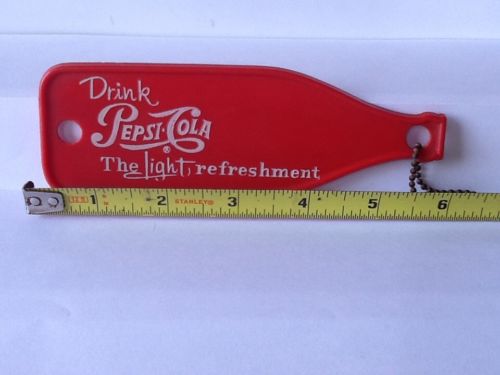 Drink
PEPSI-COLA
®
The Light refreshment
1 2 STANLEY® 3 4 5 6